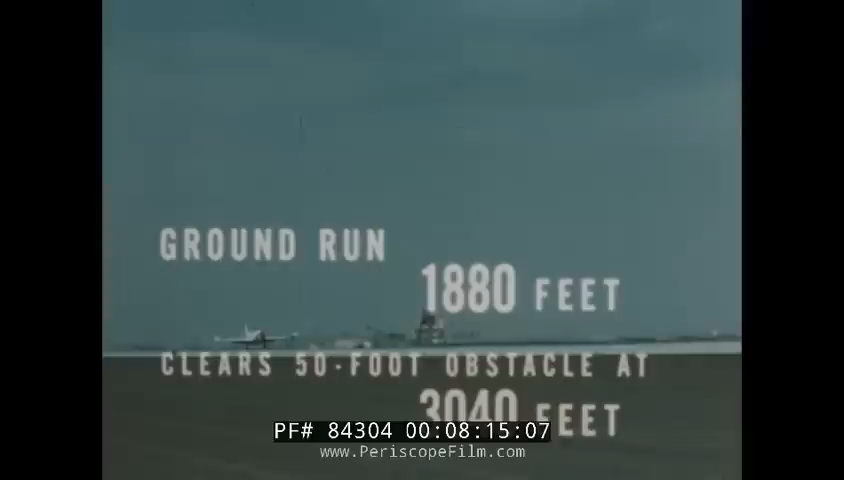 GROUND RUN
1880 FEET
CLEARS 50-FOOT OBSTACLE AT
3040 FEET
PF# 84304 00:08:15:07
www.PeriscopeFilm.com